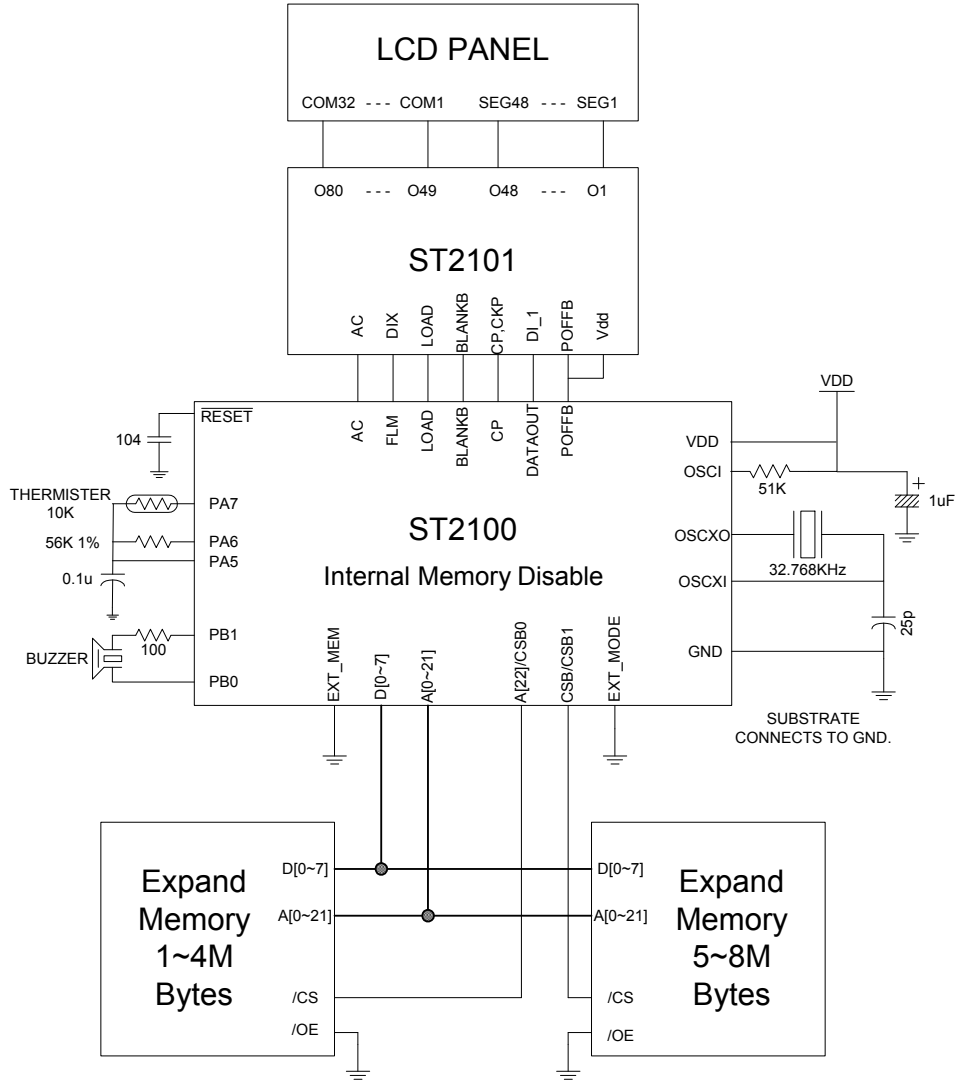 LCD PANEL
COM32 - - - COM1 SEG48 - - - SEG1
O80 - - - O49 O48 - - - O1
ST2101
AC DIX LOAD BLANKB CP,CKP DI_1 POFFB Vdd
AC FLM LOAD BLANKB CP DATAOUT POFFB
RESET
104
THERMISTER
10K
PA7
56K 1%
PA6
PA5
0.1u
PB1
100
BUZZER
PB0
ST2100
Internal Memory Disable
VDD
VDD
OSCI
51K
+
1uF
OSCXO
32.768KHz
OSCXI
25p
GND
SUBSTRATE
CONNECTS TO GND.
EXT_MEM D[0~7] A[0~21] A[22]/CSB0 CSB/CSB1 EXT_MODE
Expand
Memory
1~4M
Bytes
D[0~7]
A[0~21]
/CS
/OE
D[0~7]
A[0~21]
/CS
/OE
Expand
Memory
5~8M
Bytes